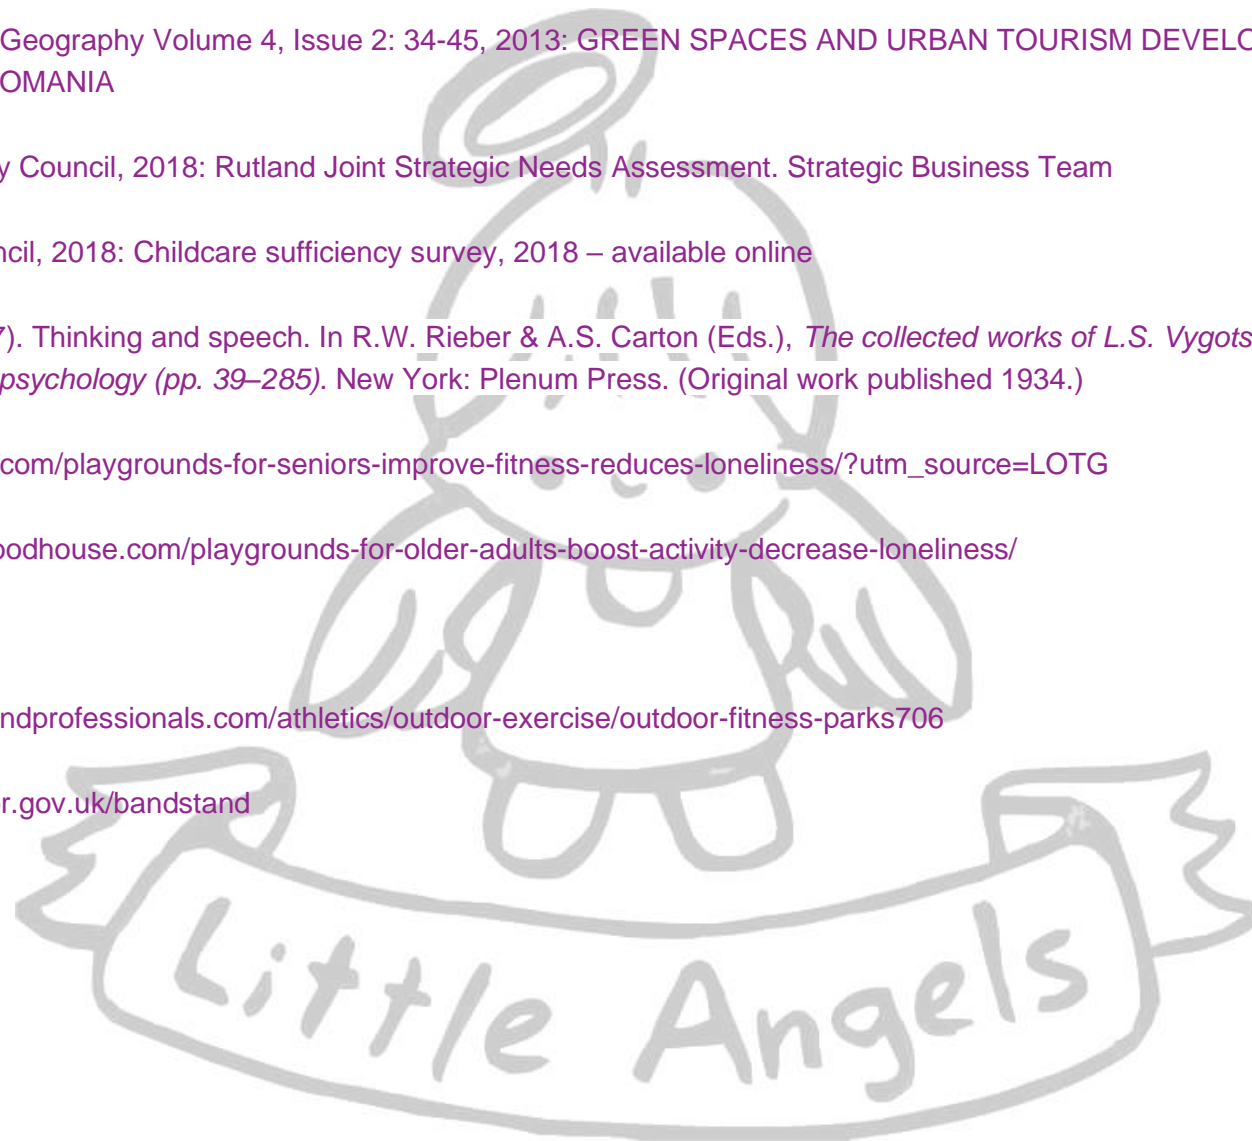 Geography Volume 4, Issue 2: 34-45, 2013: GREEN SPACES AND URBAN TOURISM DEVELO
OMANIA
y Council, 2018: Rutland Joint Strategic Needs Assessment. Strategic Business Team
ncil, 2018: Childcare sufficiency survey, 2018 – available online
7). Thinking and speech. In R.W. Rieber & A.S. Carton (Eds.), The collected works of L.S. Vygots
psychology (pp. 39–285). New York: Plenum Press. (Original work published 1934.)
com/playgrounds-for-seniors-improve-fitness-reduces-loneliness/?utm_source=LOTG
oodhouse.com/playgrounds-for-older-adults-boost-activity-decrease-loneliness/
ndprofessionals.com/athletics/outdoor-exercise/outdoor-fitness-parks706
r.gov.uk/bandstand
Little Angels